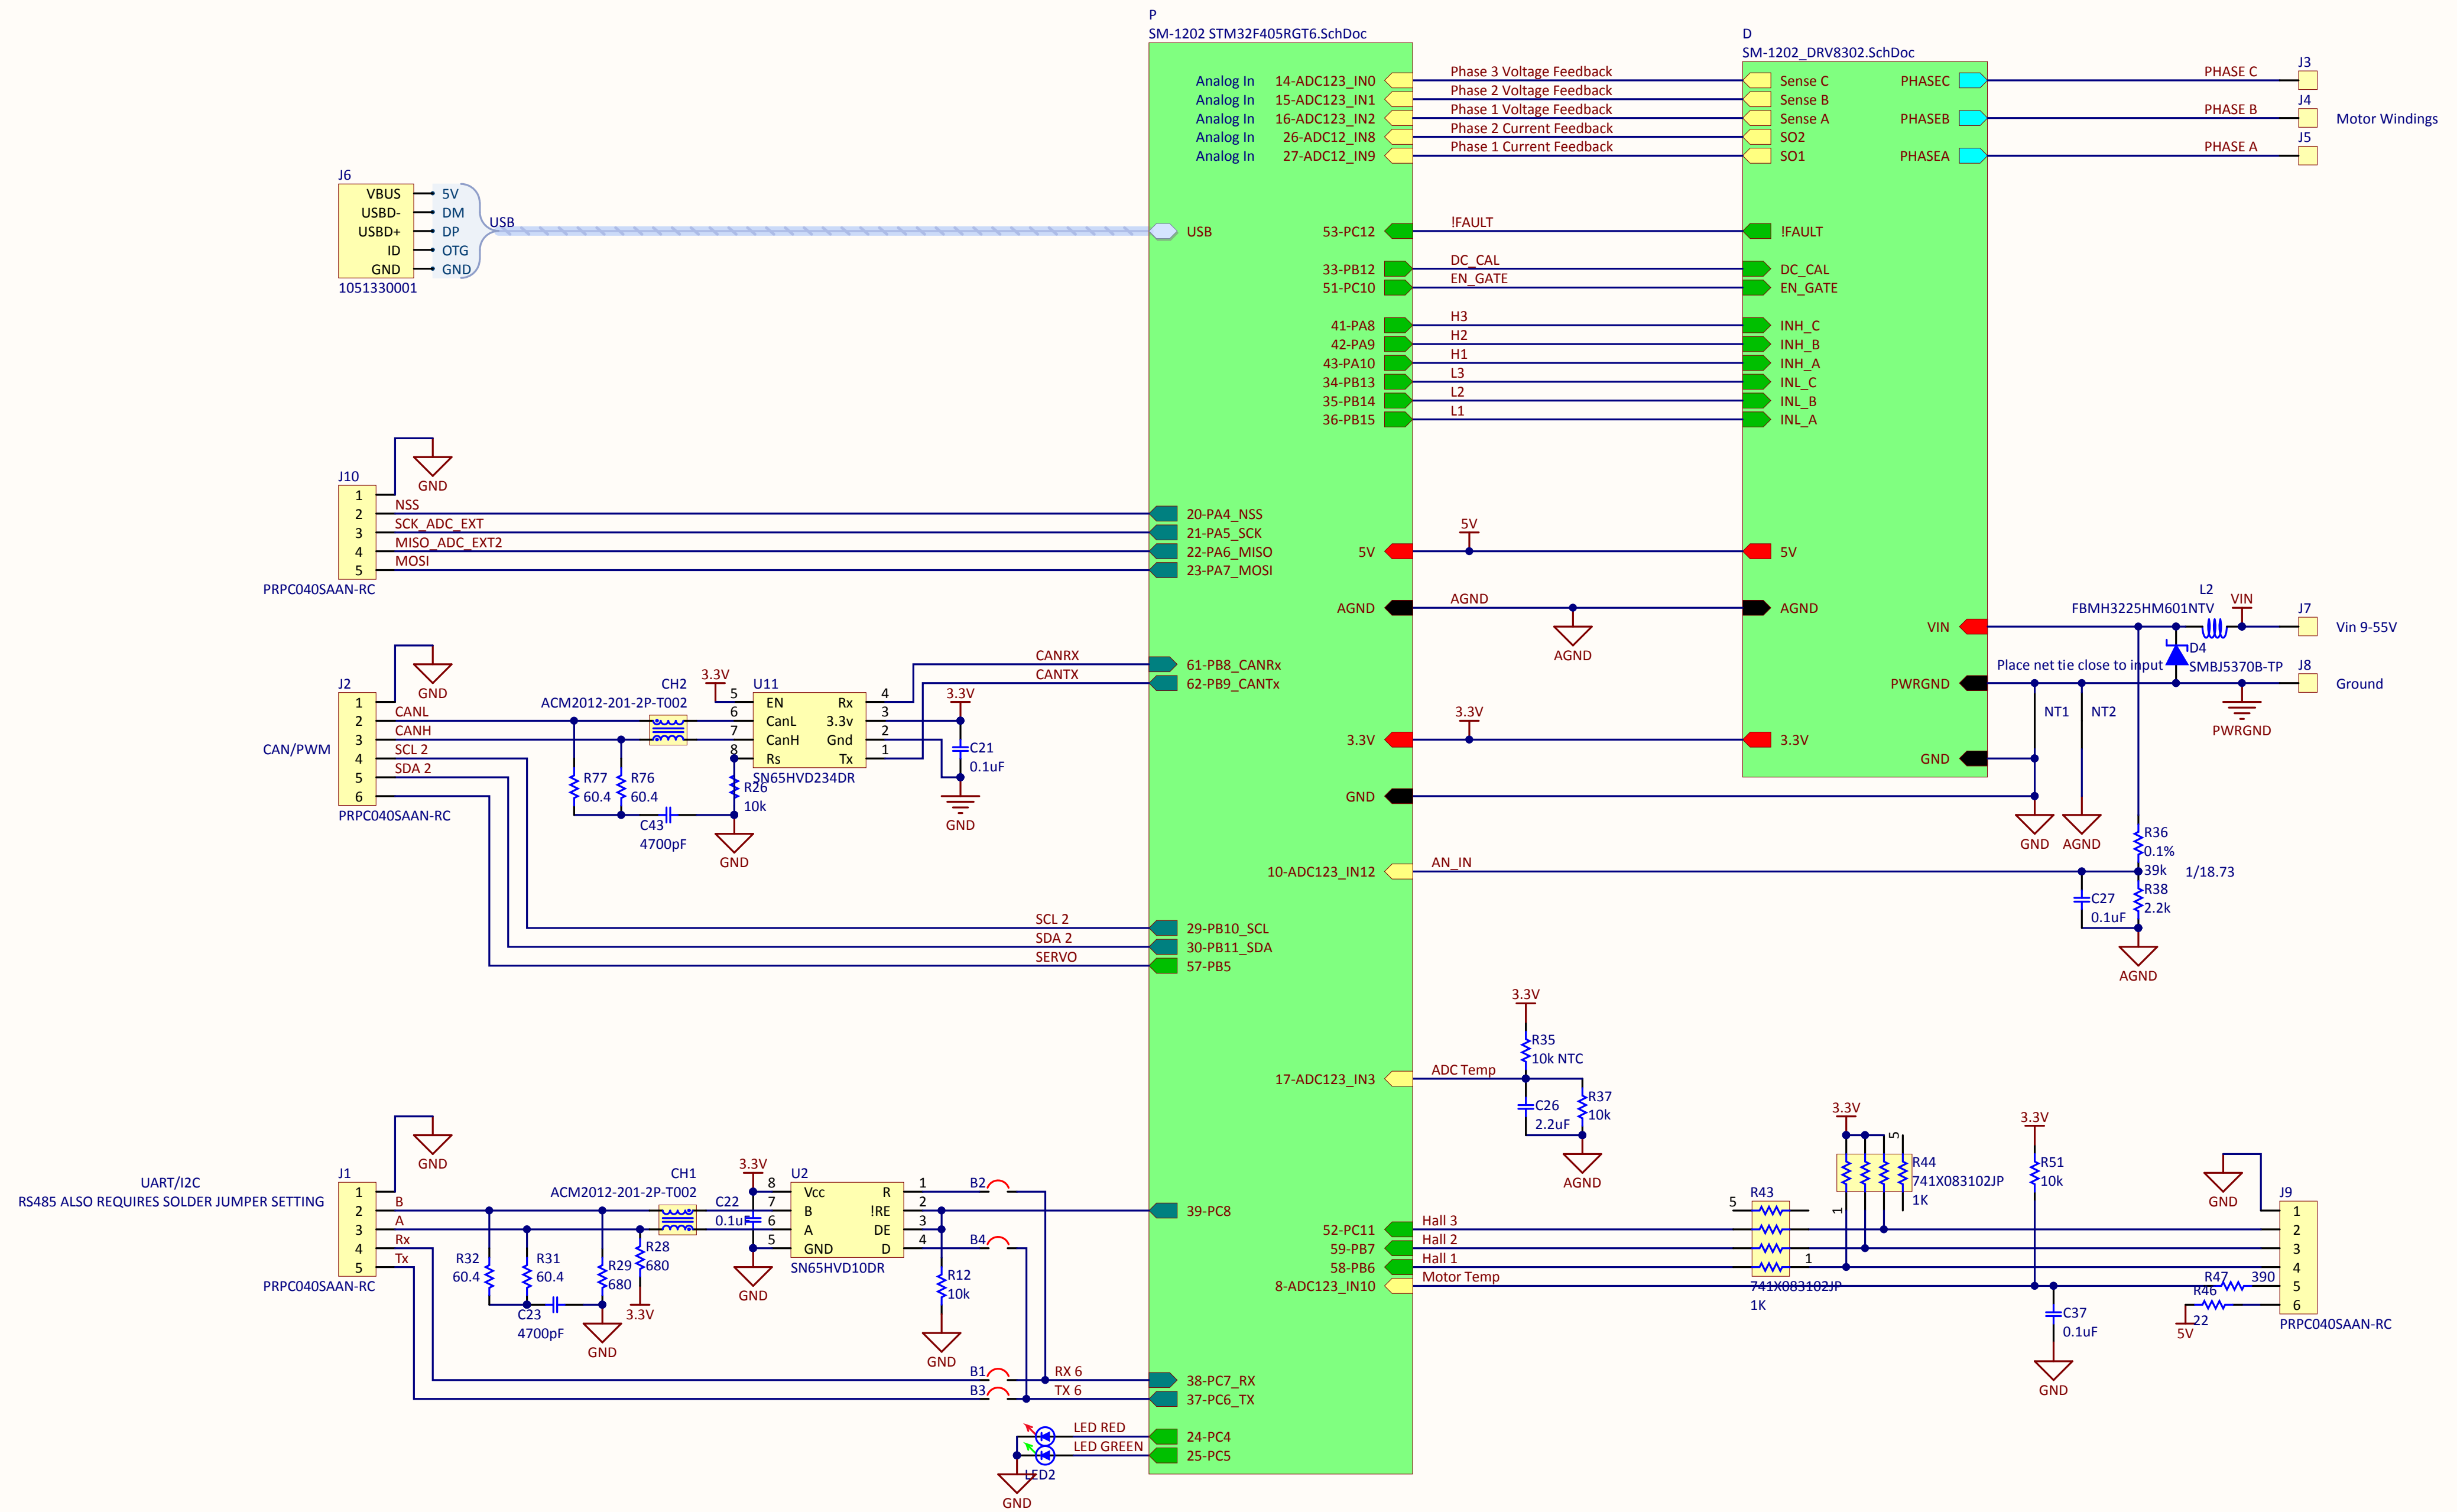 P
SM-1202 STM32F405RGT6.SchDoc
D
SM-1202_DRV8302.SchDoc
Analog In 14-ADC123_IN0 Phase 3 Voltage Feedback Sense C PHASEC PHASE C J3
Analog In 15-ADC123_IN1 Phase 2 Voltage Feedback Sense B
Analog In 16-ADC123_IN2 Phase 1 Voltage Feedback Sense A PHASEB PHASE B J4 Motor Windings
Analog In 26-ADC12_IN8 Phase 2 Current Feedback SO2
Analog In 27-ADC12_IN9 Phase 1 Current Feedback SO1 PHASEA PHASE A J5
J6
VBUS 5V
USBD- DM
USBD+ DP USB USB
ID OTG
GND GND
1051330001
53-PC12 !FAULT !FAULT
33-PB12 DC_CAL DC_CAL
51-PC10 EN_GATE EN_GATE
41-PA8 H3 INH_C
42-PA9 H2 INH_B
43-PA10 H1 INH_A
34-PB13 L3 INL_C
35-PB14 L2 INL_B
36-PB15 L1 INL_A
J10 GND
1
2 NSS 20-PA4_NSS
3 SCK_ADC_EXT 21-PA5_SCK
4 MISO_ADC_EXT2 22-PA6_MISO
5 MOSI 23-PA7_MOSI
PRPC040SAAN-RC
5V 5V 5V
AGND AGND AGND
AGND
L2
FBMH3225HM601NTV VIN J7
VIN Vin 9-55V
D4
Place net tie close to input SMBJ5370B-TP
PWRGND J8 Ground
NT1 NT2 PWRGND
J2 GND
CAN/PWM
1
2 CANL
3 CANH
4 SCL 2
5 SDA 2
6
PRPC040SAAN-RC
CH2
ACM2012-201-2P-T002
R77
60.4
R76
60.4
C43
4700pF
3.3V U11
5 EN Rx 4
6 CanL 3.3v 3
7 CanH Gnd 2
8 Rs Tx 1
SN65HVD234DR
R26
10k
GND
3.3V
C21
0.1uF
GND
CANRX 61-PB8_CANRx
CANTX 62-PB9_CANTx
3.3V 3.3V 3.3V
GND
GND
GND AGND
R36
0.1%
39k
1/18.73
R38
2.2k
C27
0.1uF
AGND
10-ADC123_IN12 AN_IN
SCL 2 29-PB10_SCL
SDA 2 30-PB11_SDA
SERVO 57-PB5
3.3V
R35
10k NTC
17-ADC123_IN3 ADC Temp
C26
2.2uF
R37
10k
AGND
UART/I2C
RS485 ALSO REQUIRES SOLDER JUMPER SETTING
J1 GND
1
2 B
3 A
4 Rx
5 Tx
PRPC040SAAN-RC
CH1
ACM2012-201-2P-T002
C22
0.1uF
R32
60.4
R31
60.4
R29
680
R28
680
C23
4700pF
GND
3.3V
3.3V U2
8 Vcc R 1
7 B !RE 2
6 A DE 3
5 GND D 4
SN65HVD10DR
GND
R12
10k
GND
B2
B4
39-PC8
B1 RX 6 38-PC7_RX
B3 TX 6 37-PC6_TX
LED RED 24-PC4
LED GREEN 25-PC5
LED2
GND
52-PC11 Hall 3
59-PB7 Hall 2
58-PB6 Hall 1
8-ADC123_IN10 Motor Temp
R43
5
1
741X083102JP
1K
3.3V
5
R44
741X083102JP
1K
1
3.3V
R51
10k
C37
0.1uF
GND
GND
J9
1
2
3
4
5
6
PRPC040SAAN-RC
R47 390
R46
22
5V